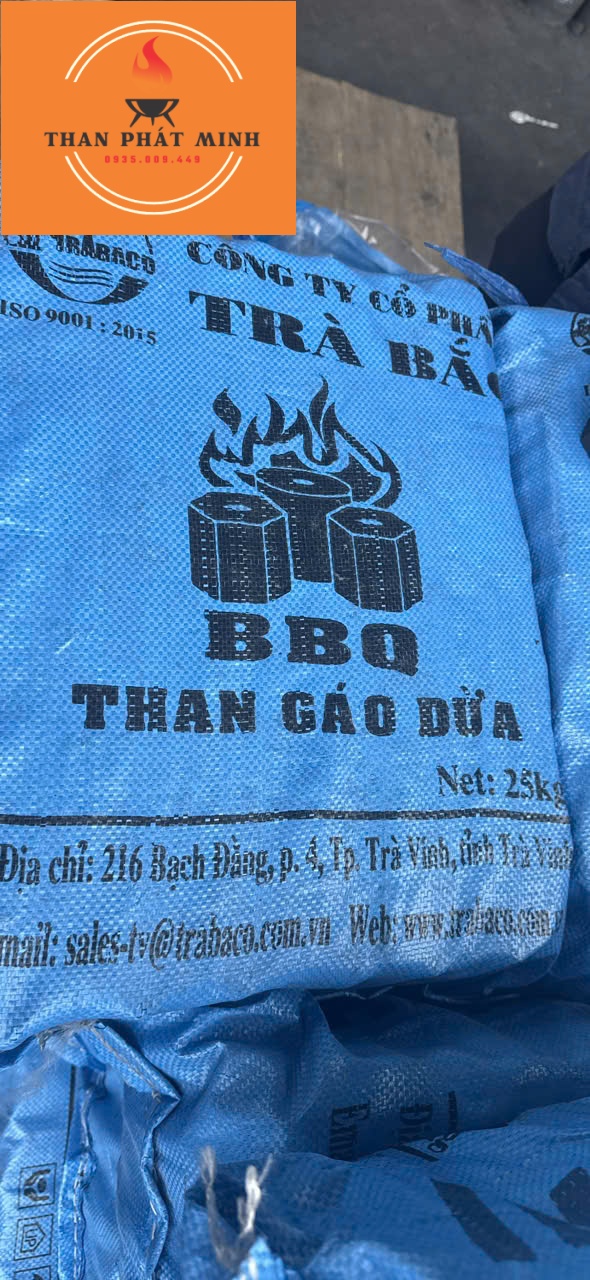 THAN PHÁT MINH
0935.009.449
TRABACO
ISO 9001 : 2015
CÔNG TY CỔ PHẦ
TRÀ BẮC
BBQ
THAN GÁO DỪA
Net: 25kg
Địa chỉ: 216 Bạch Đằng, p. 4, Tp. Trà Vinh, tỉnh Trà Vinh
mail: sales-tv@trabaco.com.vn Web: www.trabaco.com.v